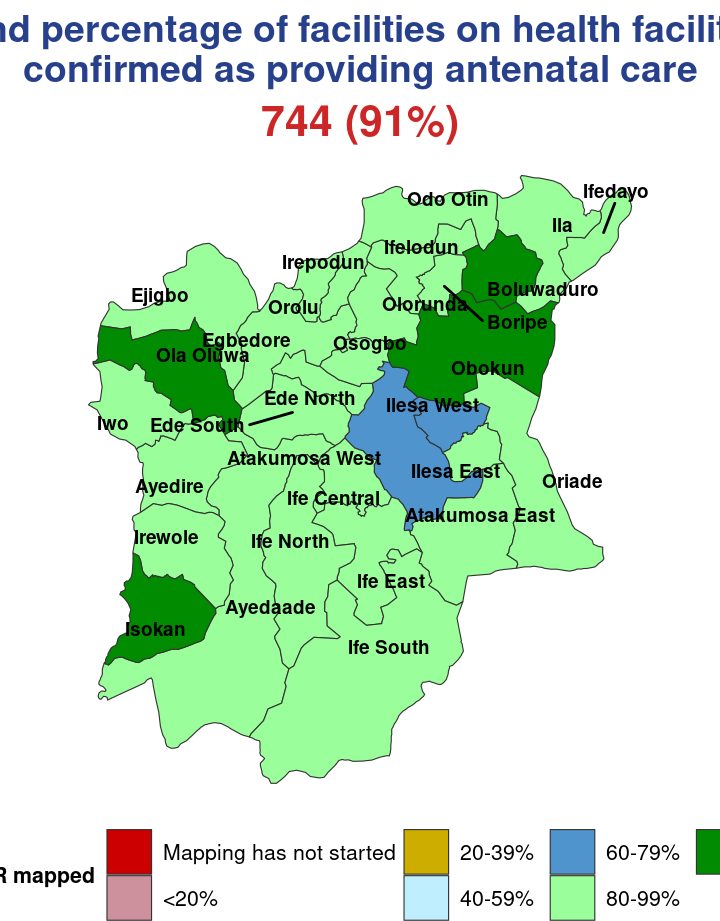 nd percentage of facilities on health facilit
confirmed as providing antenatal care
744 (91%)
Ifedayo
Odo Otin
Ila
Ifelodun
Irepodun
Boluwaduro
Ejigbo
Orolu
Olorunda
Boripe
Egbedore
Osogbo
Ola Oluwa
Obokun
Ede North
Ilesa West
Iwo
Ede South
Atakumosa West
Ilesa East
Oriade
Ayedire
Ife Central
Atakumosa East
Irewole
Ife North
Ife East
Ayedaade
Isokan
Ife South
Mapping has not started
20-39%
60-79%
R mapped
<20%
40-59%
80-99%